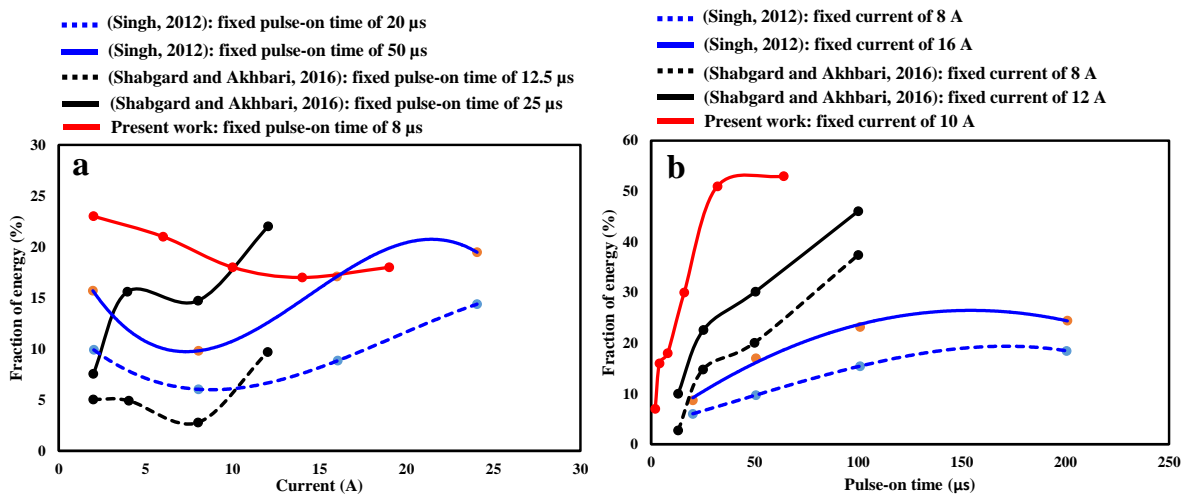 (Singh, 2012): fixed pulse-on time of 20 µs
(Singh, 2012): fixed pulse-on time of 50 µs
(Shabgard and Akhbari, 2016): fixed pulse-on time of 12.5 µs
(Shabgard and Akhbari, 2016): fixed pulse-on time of 25 µs
Present work: fixed pulse-on time of 8 µs
a
Fraction of energy (%)
30
25
20
15
10
5
0
0 5 10 15 20 25 30
Current (A)
(Singh, 2012): fixed current of 8 A
(Singh, 2012): fixed current of 16 A
(Shabgard and Akhbari, 2016): fixed current of 8 A
(Shabgard and Akhbari, 2016): fixed current of 12 A
Present work: fixed current of 10 A
b
Fraction of energy (%)
60
50
40
30
20
10
0
0 50 100 150 200 250
Pulse-on time (µs)